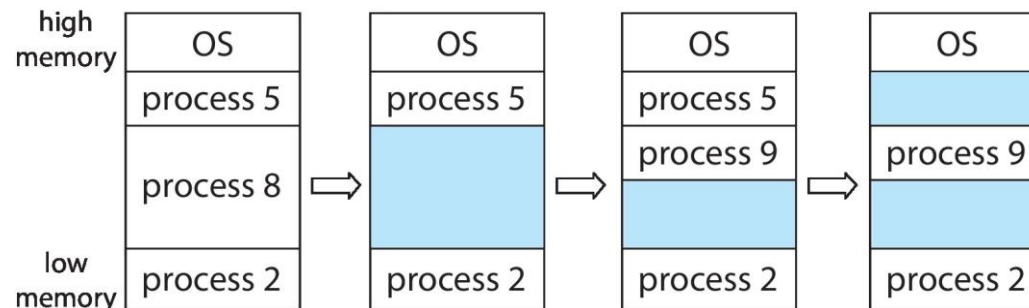 high
memory
OS
OS
OS
OS
process 5
process 5
process 5
process 9
process 9
process 8
low
memory
process 2
process 2
process 2
process 2